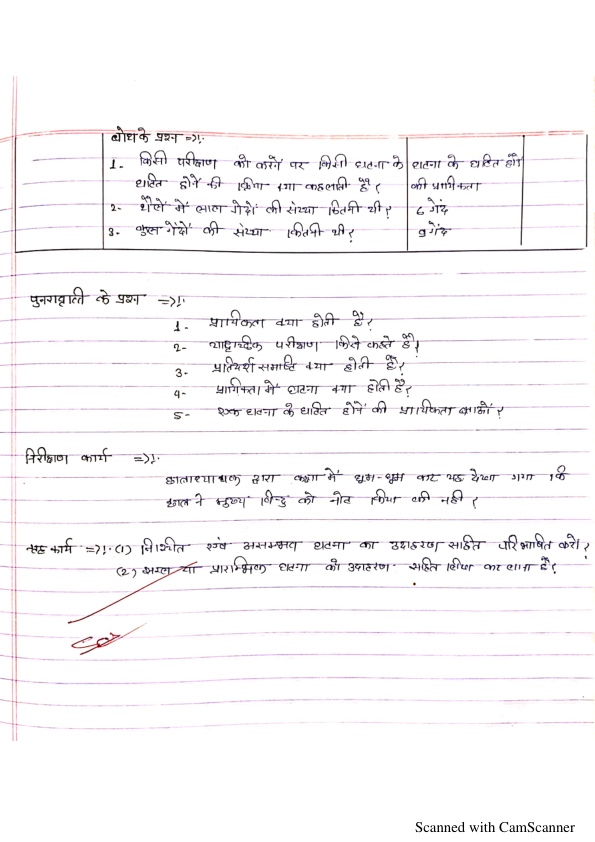 बोध के प्रश्न =>!.
1- किसी परीक्षण को करने पर किसी घटना के घटित होने की क्रिया क्या कहलाती है?
घटना के घटित होने की प्रायिकता
2- थैले में लाल गेंदों की संख्या कितनी थी?
6 गेंद
3- कुल गेंदों की संख्या कितनी थी?
9 गेंद
पुनरावृत्ति के प्रश्न =>!.
1- प्रायिकता क्या होती है?
2- यादृच्छिक परीक्षण किसे कहते है?
3- प्रतिदर्श समष्टि क्या होती है?
4- प्रायिकता में घटना क्या होती है?
5- एक घटना के घटित होने की प्रायिकता बताओं?
निरीक्षण कार्य =>!.
छात्राध्यापक द्वारा कक्षा में घूम-घूम कर यह देखा गया कि
छात्र ने मुख्य बिन्दु को नोट किया की नही?
गृह कार्य =>!. (1) निश्चित एवं असम्भव घटना का उदाहरण सहित परिभाषित करो?
(2) सरल या प्रारम्भिक घटना को उदाहरण सहित लिख कर लाना है?
Scanned with CamScanner